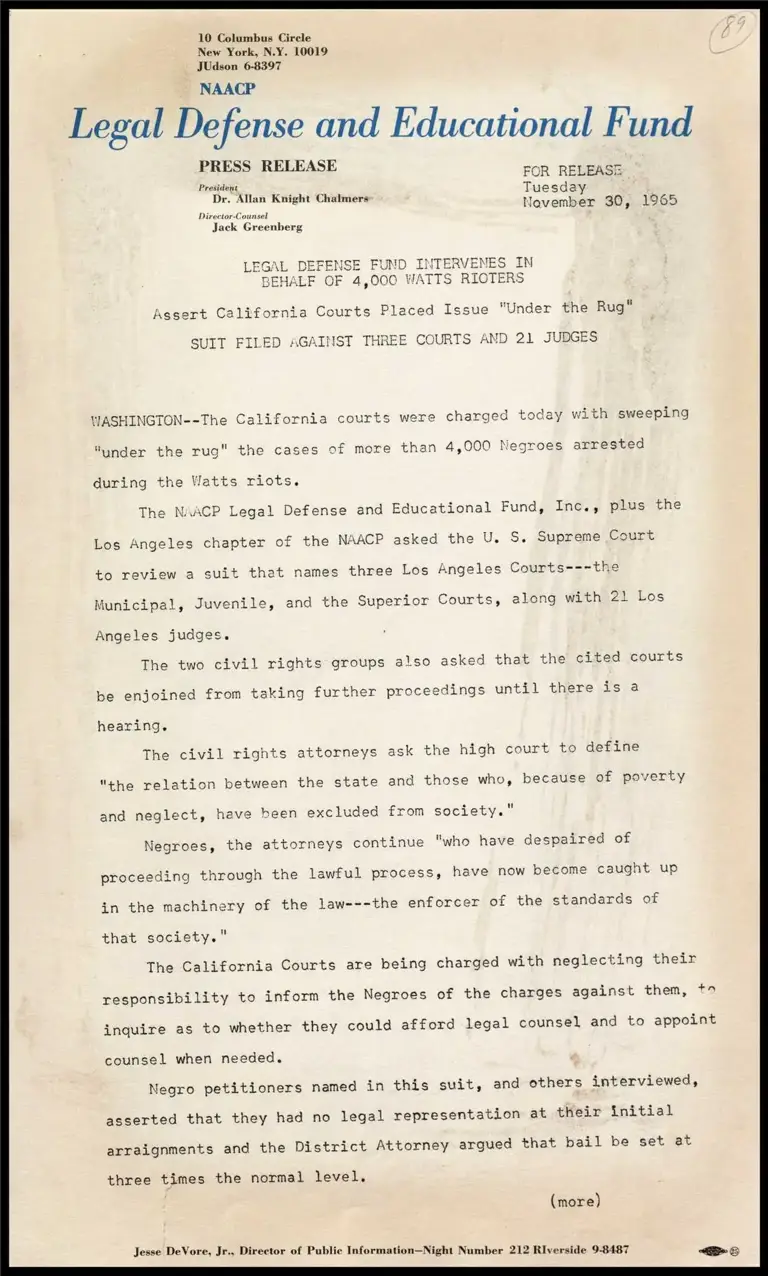 89
10 Columbus Circle
New York, N.Y. 10019
JUdson 6-8397
NAACP
Legal Defense and Educational Fund
PRESS RELEASE
President
Dr. Allan Knight Chalmers
Director-Counsel
Jack Greenberg
FOR RELEASE
Tuesday
November 30, 1965
LEGAL DEFENSE FUND INTERVENES IN
BEHALF OF 4,000 WATTS RIOTERS
Assert California Courts Placed Issue "Under the Rug"
SUIT FILED AGAINST THREE COURTS AND 21 JUDGES
WASHINGTON--The California courts were charged today with sweeping
"under the rug" the cases of more than 4,000 Negroes arrested
during the Watts riots.
The NAACP Legal Defense and Educational Fund, Inc., plus the
Los Angeles chapter of the NAACP asked the U. S. Supreme Court
to review a suit that names three Los Angeles Courts---the
Municipal, Juvenile, and the Superior Courts, along with 21 Los
Angeles judges.
The two civil rights groups also asked that the cited courts
be enjoined from taking further proceedings until there is a
hearing.
The civil rights attorneys ask the high court to define
"the relation between the state and those who, because of poverty
and neglect, have been excluded from society."
Negroes, the attorneys continue "who have despaired of
proceeding through the lawful process, have now become caught up
in the machinery of the law---the enforcer of the standards of
that society."
The California Courts are being charged with neglecting their
responsibility to inform the Negroes of the charges against them, to
inquire as to whether they could afford legal counsel and to appoint
counsel when needed.
Negro petitioners named in this suit, and others interviewed,
asserted that they had no legal representation at their initial
arraignments and the District Attorney argued that bail be set at
three times the normal level.
(more)
Jesse DeVore, Jr., Director of Public Information—Night Number 212 RIverside 9-8487